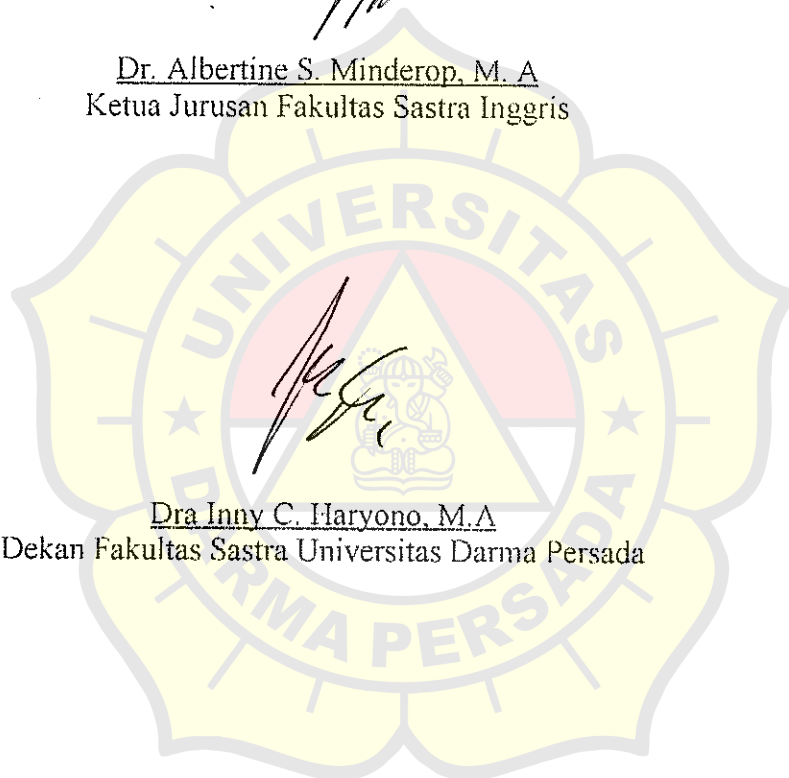 Dr. Albertine S. Minderop, M. A
Ketua Jurusan Fakultas Sastra Inggris
UNIVERSITAS
Dra Inny C. Haryono, M.A
Dekan Fakultas Sastra Universitas Darma Persada
DARMA PERSADA